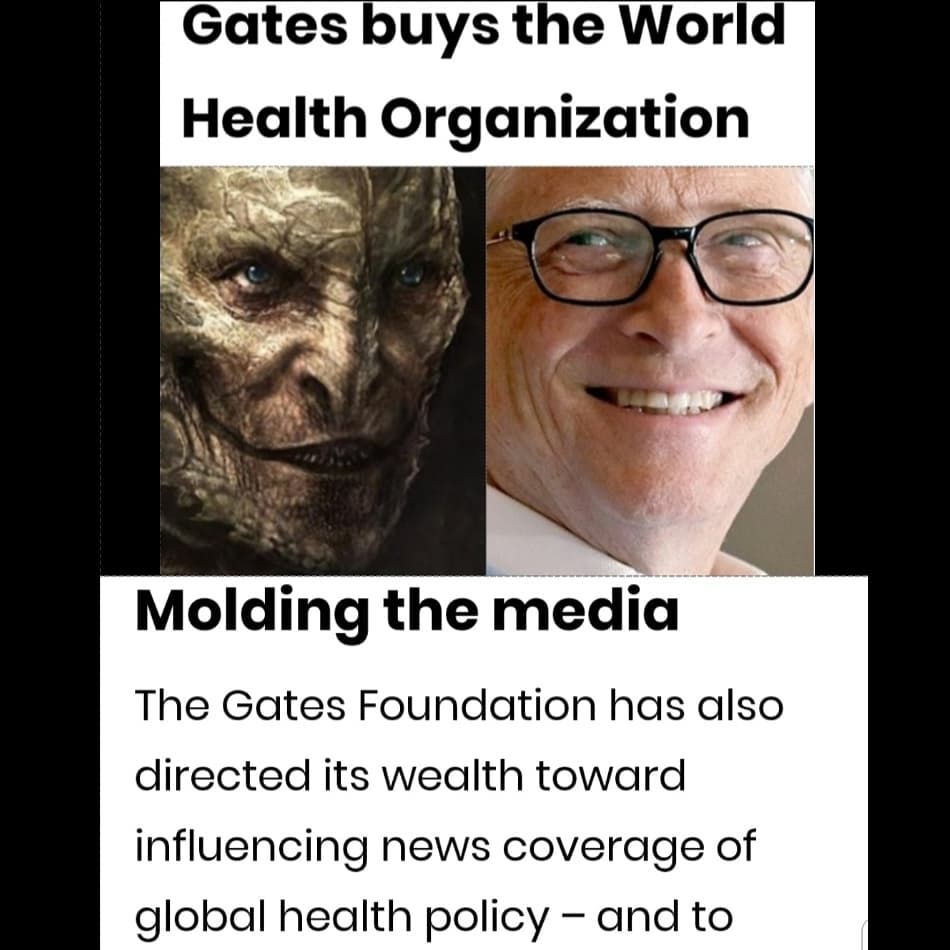 Gates buys the World
Health Organization
Molding the media
The Gates Foundation has also
directed its wealth toward
influencing news coverage of
global health policy – and to